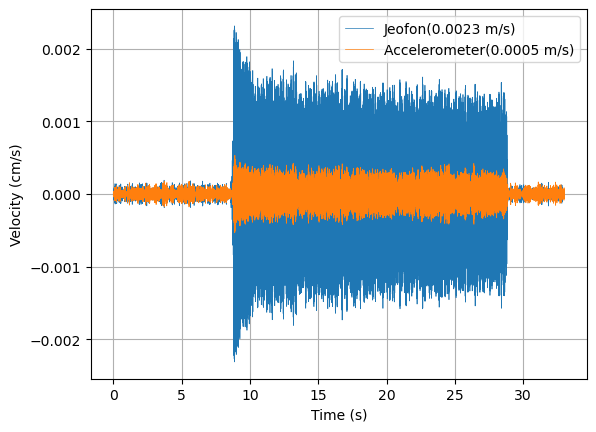 Jeofon(0.0023 m/s)
Accelerometer(0.0005 m/s)
0.002
0.001
0.000
−0.001
−0.002
Velocity (cm/s)
0 5 10 15 20 25 30
Time (s)